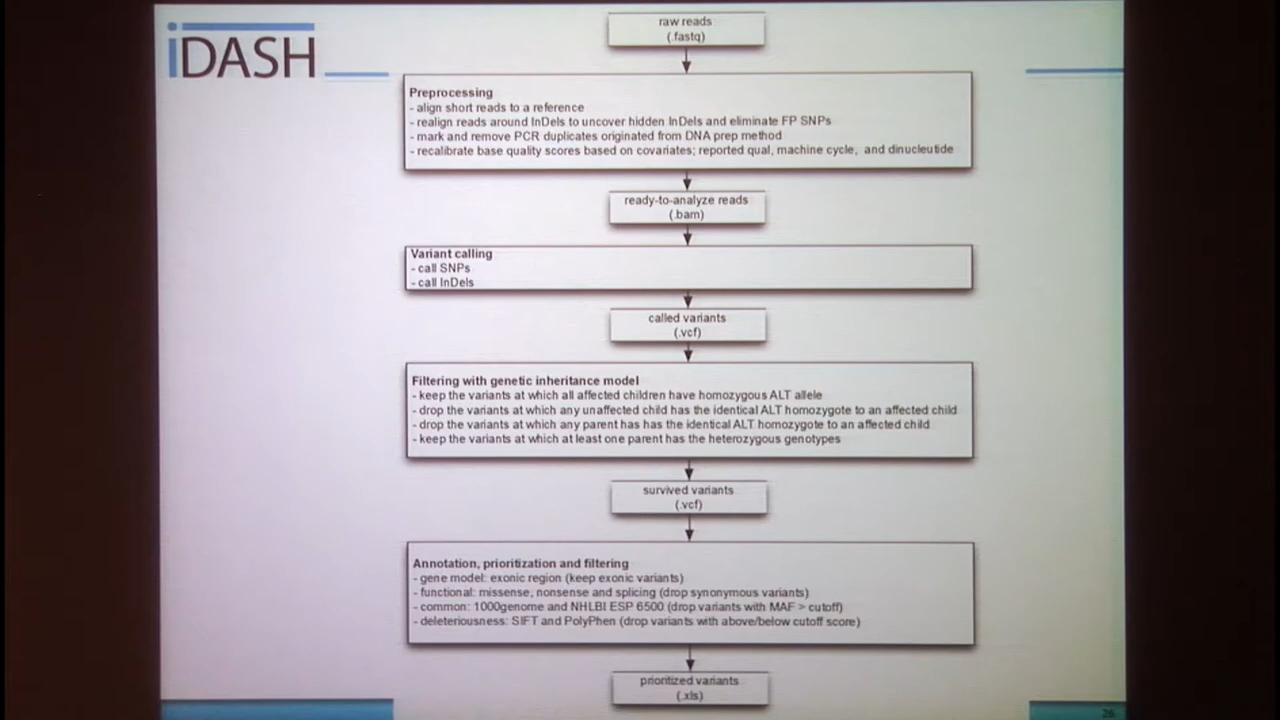 iDASH
raw reads
(.fastq)
Preprocessing
- align short reads to a reference
- realign reads around InDels to uncover hidden InDels and eliminate FP SNPs
- mark and remove PCR duplicates originated from DNA prep method
- recalibrate base quality scores based on covariates; reported qual, machine cycle, and dinucleutide
ready-to-analyze reads
(.bam)
Variant calling
- call SNPs
- call InDels
called variants
(.vcf)
Filtering with genetic inheritance model
- keep the variants at which all affected children have homozygous ALT allele
- drop the variants at which any unaffected child has the identical ALT homozygote to an affected child
- drop the variants at which any parent has has the identical ALT homozygote to an affected child
- keep the variants at which at least one parent has the heterozygous genotypes
survived variants
(.vcf)
Annotation, prioritization and filtering
- gene model: exonic region (keep exonic variants)
- functional: missense, nonsense and splicing (drop synonymous variants)
- common: 1000genome and NHLBI ESP 6500 (drop variants with MAF > cutoff)
- deleteriousness: SIFT and PolyPhen (drop variants with above/below cutoff score)
prioritized variants
(.xls)
26